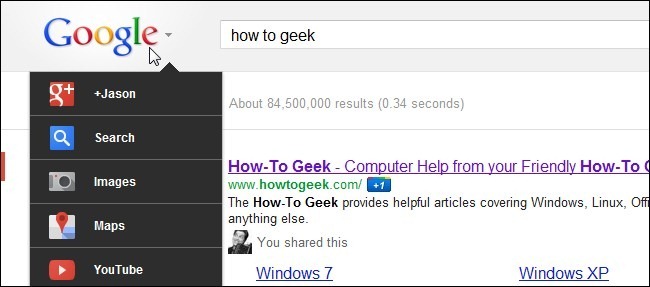 Google
how to geek
g+ +Jason
Search
Images
Maps
YouTube
About 84,500,000 results (0.34 seconds)
How-To Geek - Computer Help from your Friendly How-To
www.howtogeek.com/ +1
The How-To Geek provides helpful articles covering Windows, Linux,
anything else.
You shared this
Windows 7 Windows XP